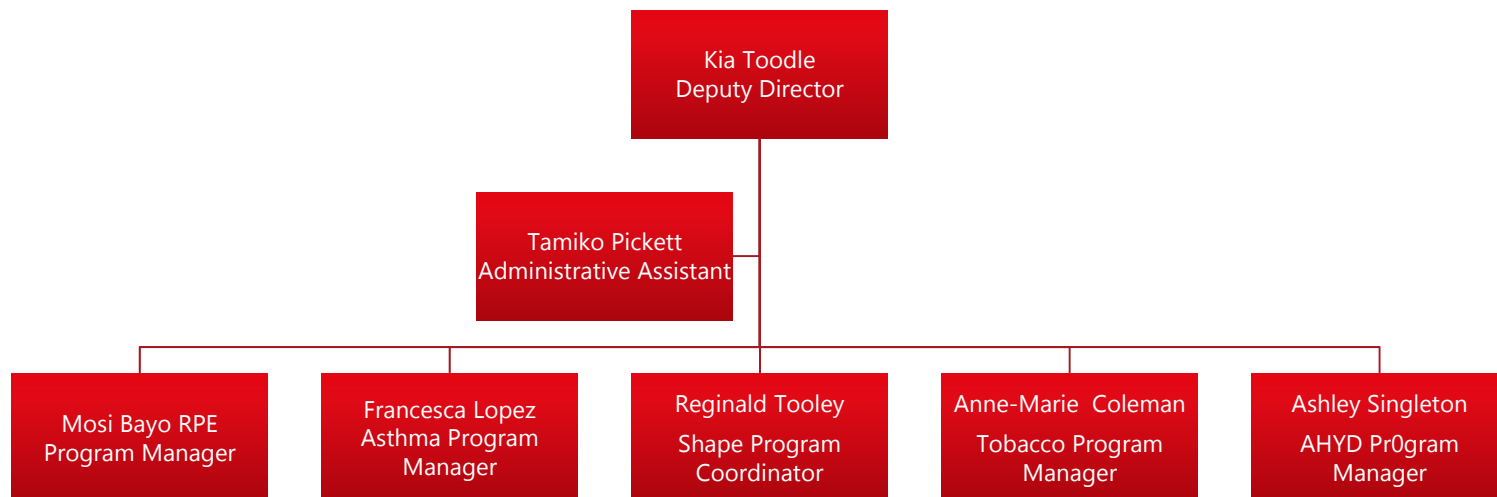 Kia Toodle
Deputy Director
Tamiko Pickett
Administrative Assistant
Mosi Bayo RPE
Program Manager
Francesca Lopez
Asthma Program
Manager
Reginald Tooley
Shape Program
Coordinator
Anne-Marie  Coleman
Tobacco Program
Manager
Ashley Singleton
AHYD Pr0gram
Manager